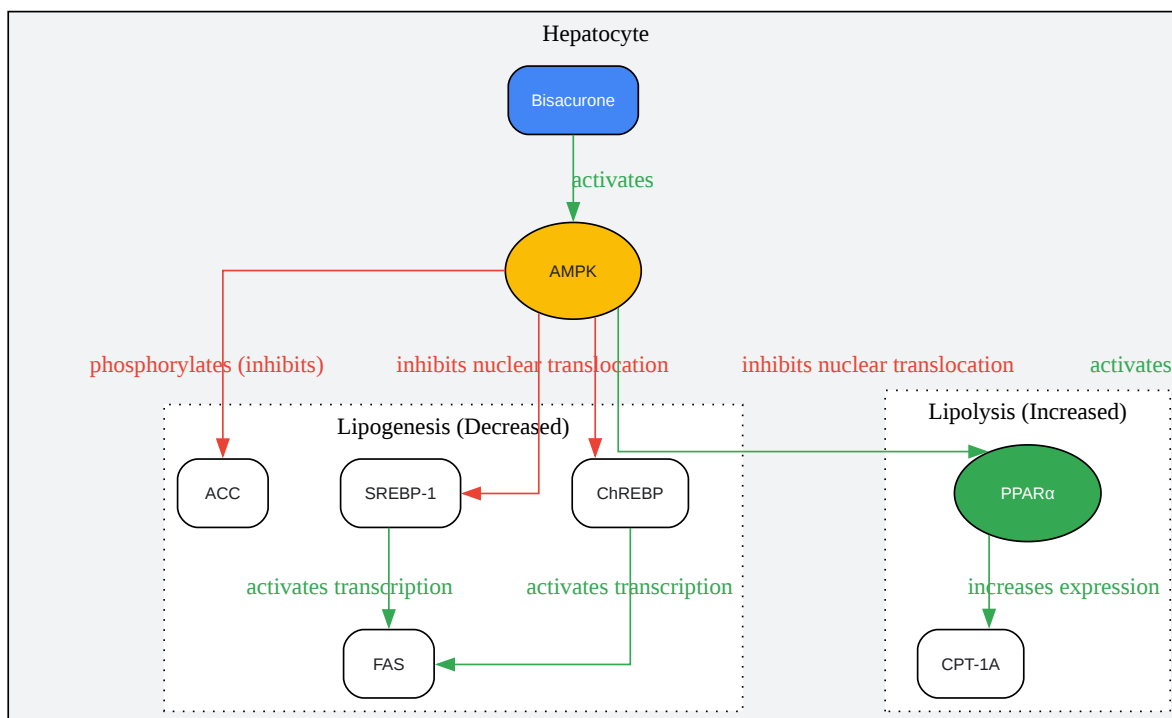 Hepatocyte
Bisacurone
activates
AMPK
phosphorylates (inhibits)
inhibits nuclear translocation
inhibits nuclear translocation
activates
Lipogenesis (Decreased)
Lipolysis (Increased)
ACC
SREBP-1
ChREBP
PPARα
activates transcription
activates transcription
increases expression
FAS
CPT-1A